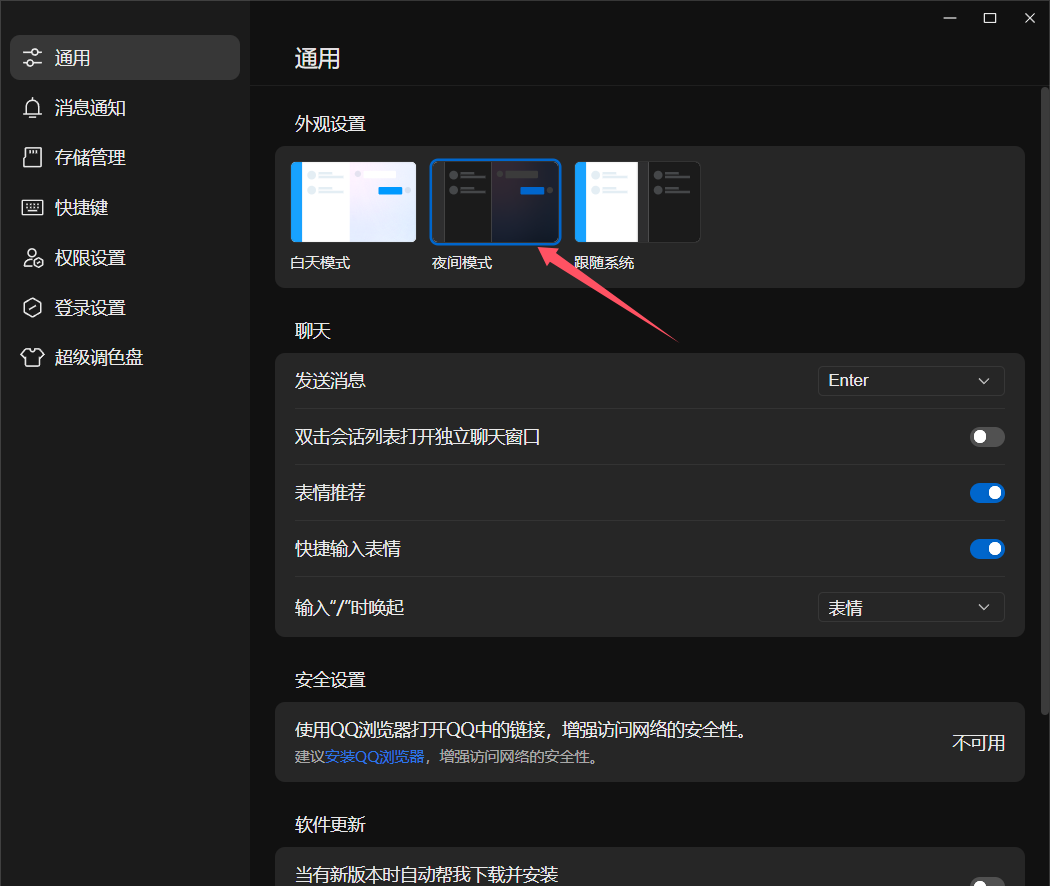 通用
消息通知
存储管理
快捷键
权限设置
登录设置
超级调色盘
通用
外观设置
白天模式
夜间模式
跟随系统
聊天
发送消息
Enter
双击会话列表打开独立聊天窗口
表情推荐
快捷输入表情
输入“/”时唤起
表情
安全设置
使用QQ浏览器打开QQ中的链接，增强访问网络的安全性。
建议安装QQ浏览器，增强访问网络的安全性。
不可用
软件更新
当有新版本时自动帮我下载并安装